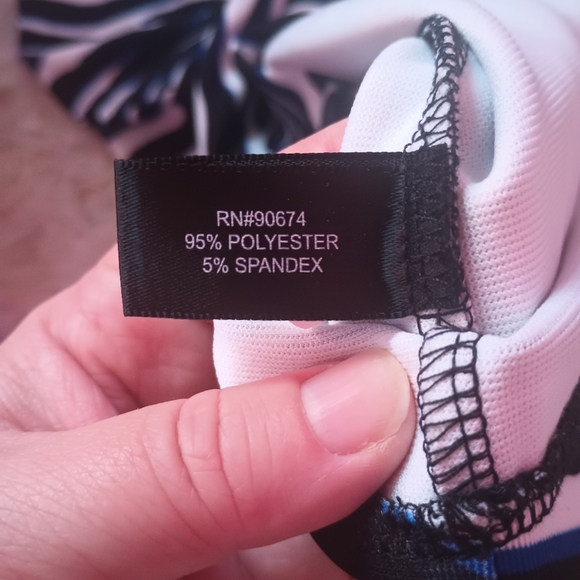 RN#90674
95% POLYESTER
5% SPANDEX